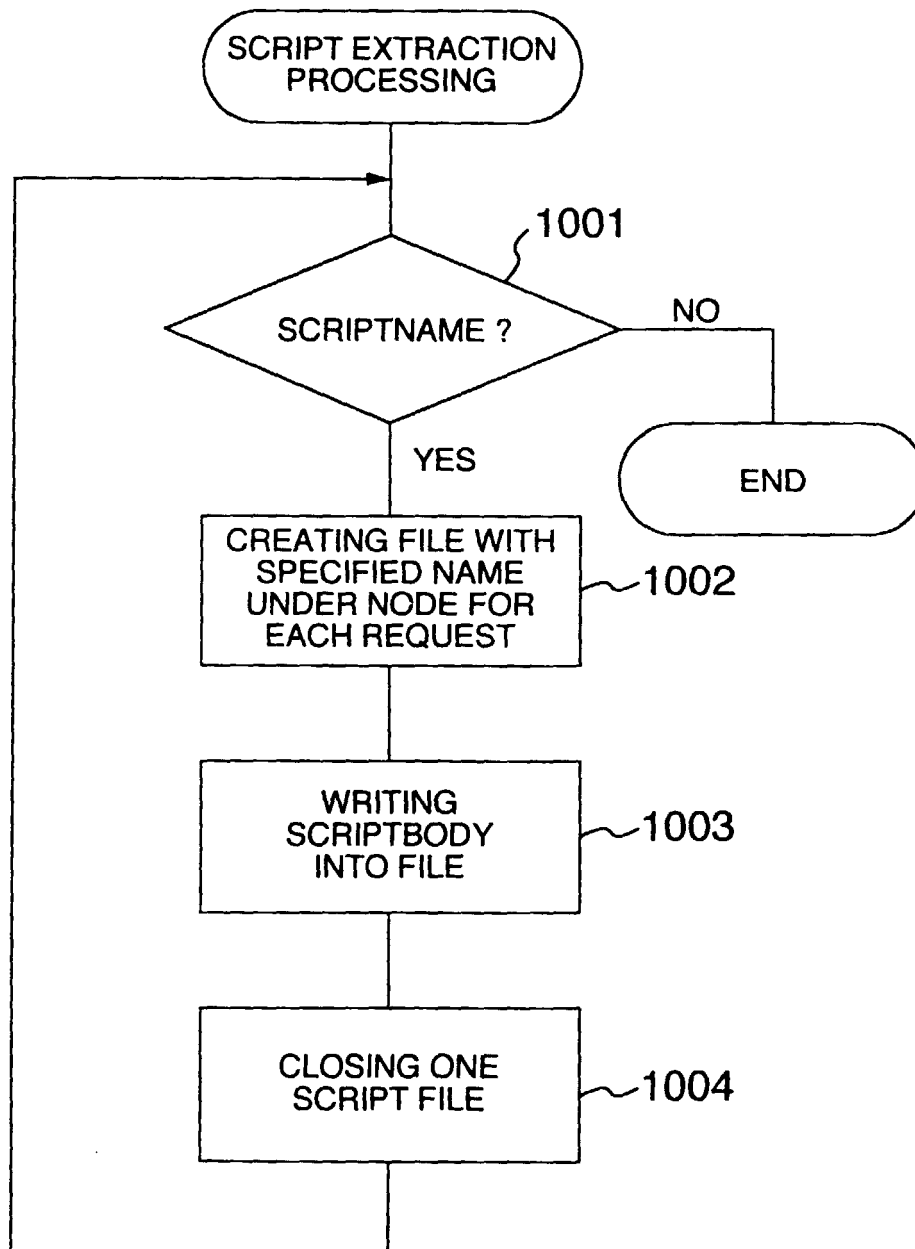 SCRIPT EXTRACTION
PROCESSING
1001
SCRIPTNAME ?
NO
YES
END
CREATING FILE WITH
SPECIFIED NAME
UNDER NODE FOR
EACH REQUEST
1002
WRITING
SCRIPTBODY
INTO FILE
1003
CLOSING ONE
SCRIPT FILE
1004